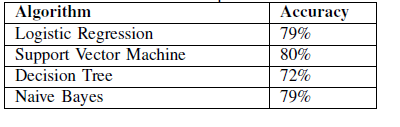 Algorithm Accuracy
Logistic Regression 79%
Support Vector Machine 80%
Decision Tree 72%
Naive Bayes 79%